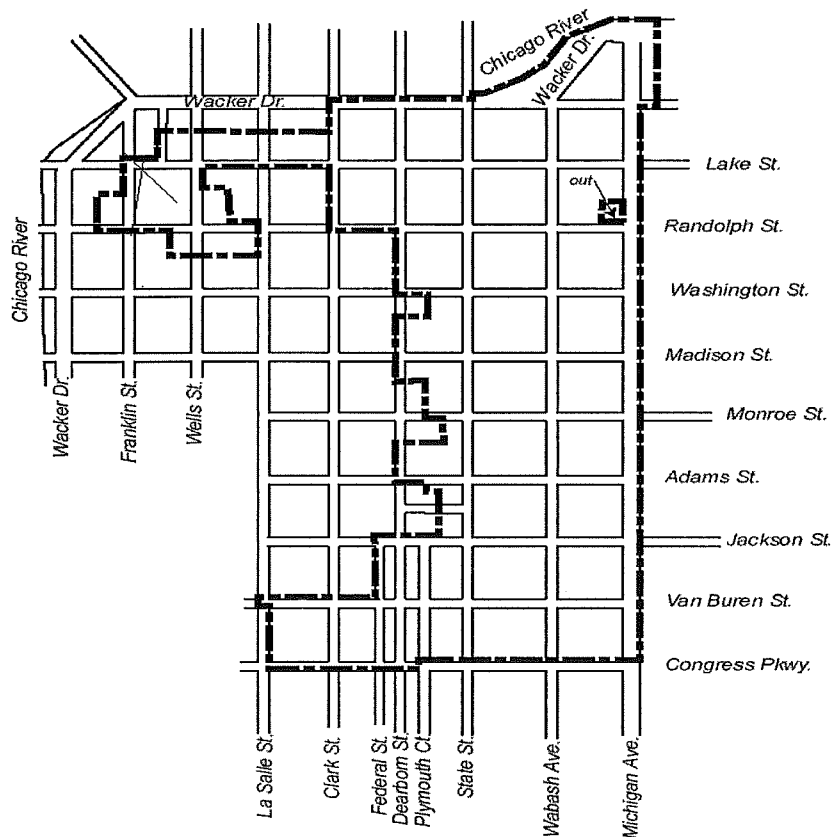 Chicago River
Wacker Dr.
Wacker Dr.
Lake St.
out
Randolph St.
Chicago River
Washington St.
Madison St.
Wacker Dr.
Franklin St.
Wells St.
Monroe St.
Adams St.
Jackson St.
Van Buren St.
Congress Pkwy.
La Salle St.
Clark St.
Federal St.
Dearborn St.
Plymouth Ct.
State St.
Wabash Ave.
Michigan Ave.